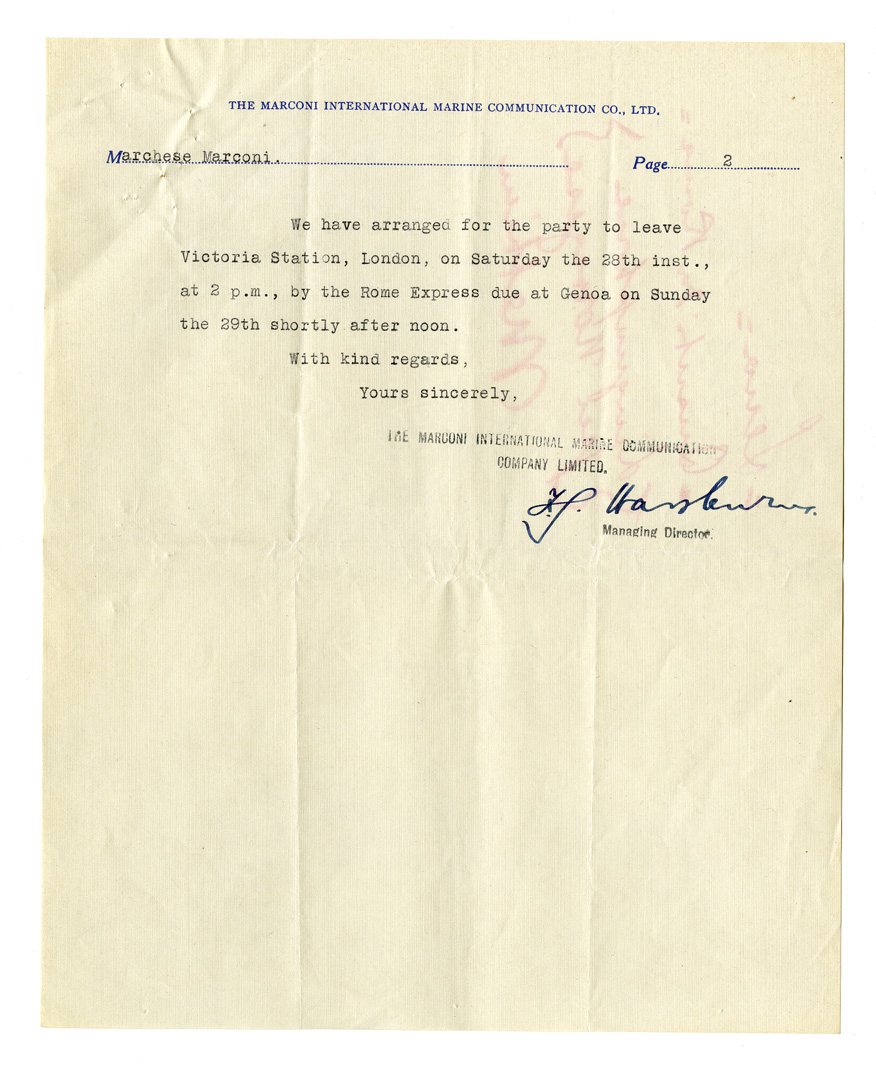 THE MARCONI INTERNATIONAL MARINE COMMUNICATION CO., LTD.
Marchese Marconi. Page 2
We have arranged for the party to leave
Victoria Station, London, on Saturday the 28th inst.,
at 2 p.m., by the Rome Express due at Genoa on Sunday
the 29th shortly after noon.
With kind regards,
Yours sincerely,
THE MARCONI INTERNATIONAL MARINE COMMUNICATION
COMPANY LIMITED.
Managing Director.